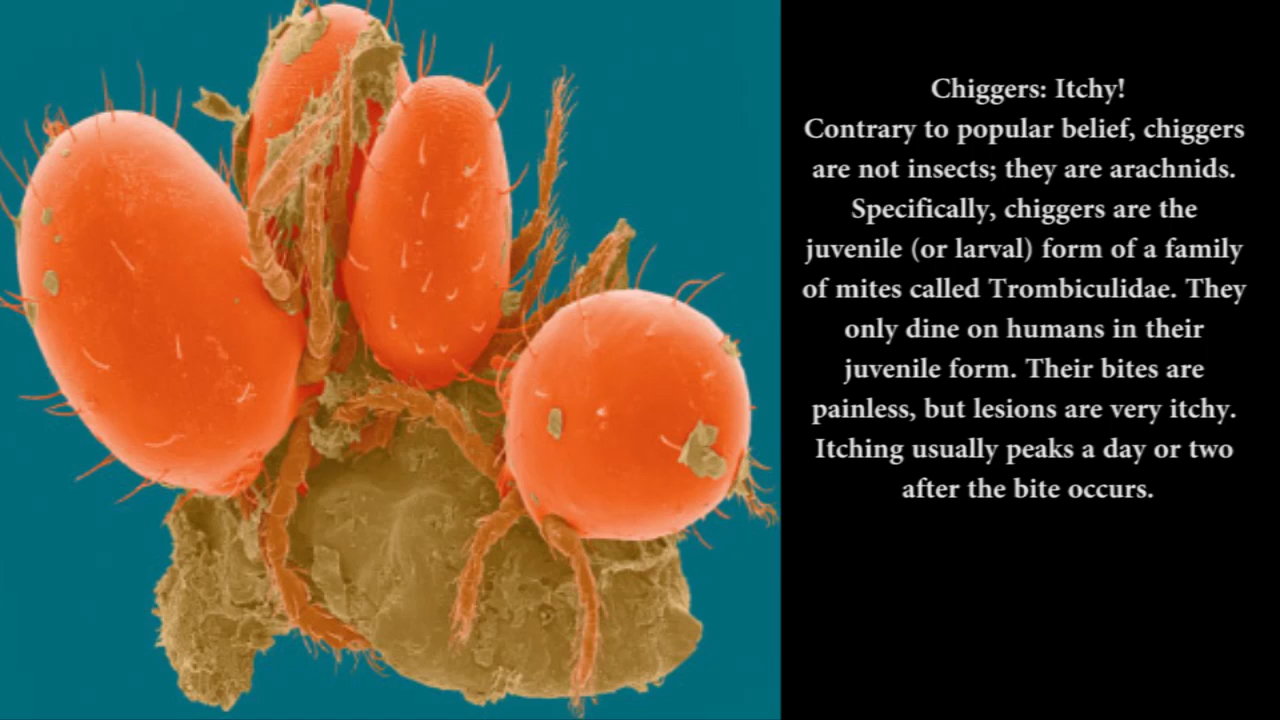 Chiggers: Itchy!
Contrary to popular belief, chiggers
are not insects; they are arachnids.
Specifically, chiggers are the
juvenile (or larval) form of a family
of mites called Trombiculidae. They
only dine on humans in their
juvenile form. Their bites are
painless, but lesions are very itchy.
Itching usually peaks a day or two
after the bite occurs.